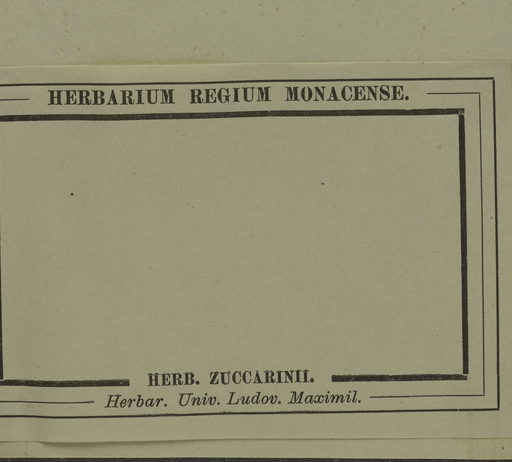 HERBARIUM REGIUM MONACENSE.
HERB. ZUCCARINII.
Herbar. Univ. Ludov. Maximil.